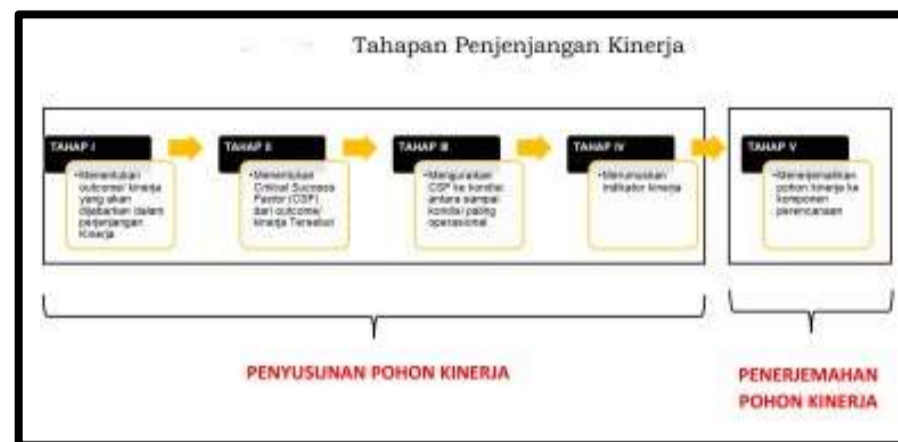 Tahapan Penjenjangan Kinerja
TAHAP I
•Menentukan
outcome/ kinerja
yang akan
dijabarkan dalam
penjenjangan
Kinerja
TAHAP II
•Menentukan
Critical Sucess
Faktor (CSF)
dari outcome/
kinerja Tersebut
TAHAP III
•Menguraikan
CSF ke kondisi
antara sampai
kondisi paling
operasional
TAHAP IV
•Merumuskan
indikator kinerja
TAHAP V
•Menerjemahkan
pohon kinerja ke
komponen
perencanaan
PENYUSUNAN POHON KINERJA
PENERJEMAHAN
POHON KINERJA